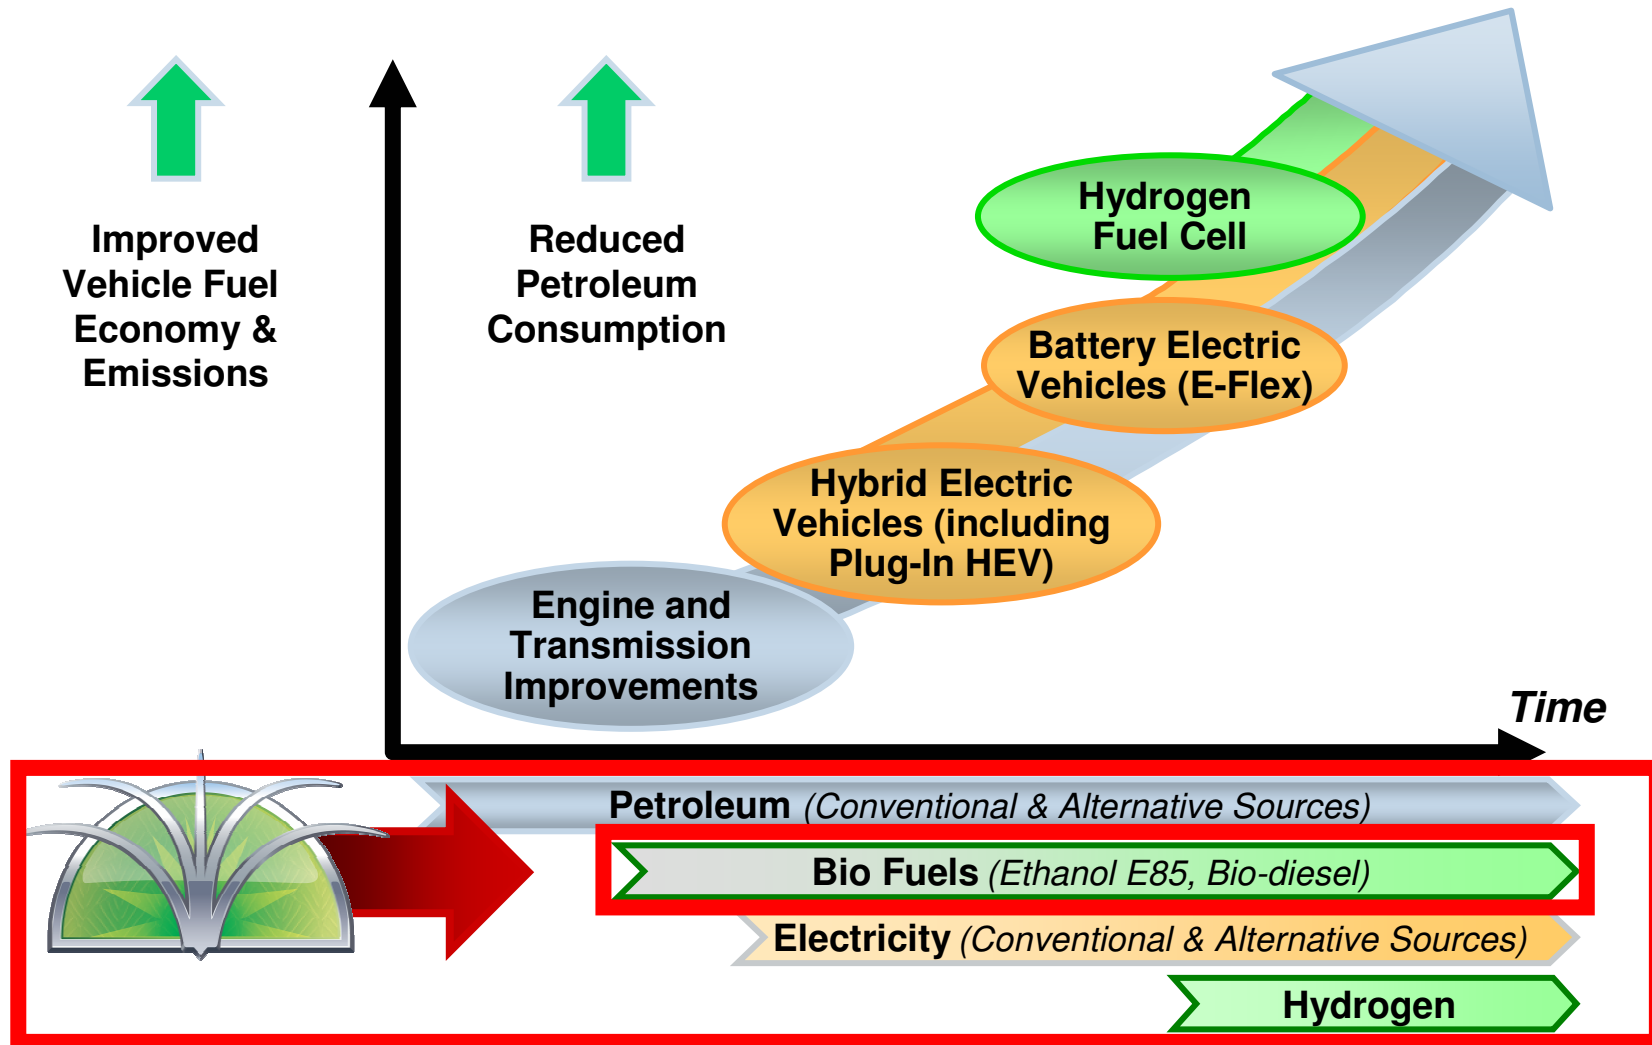 Improved
Vehicle Fuel
Economy &
Emissions
Reduced
Petroleum
Consumption
Hydrogen
Fuel Cell
Battery Electric
Vehicles (E-Flex)
Hybrid Electric
Vehicles (including
Plug-In HEV)
Engine and
Transmission
Improvements
Time
Petroleum (Conventional & Alternative Sources)
Bio Fuels (Ethanol E85, Bio-diesel)
Electricity (Conventional & Alternative Sources)
Hydrogen